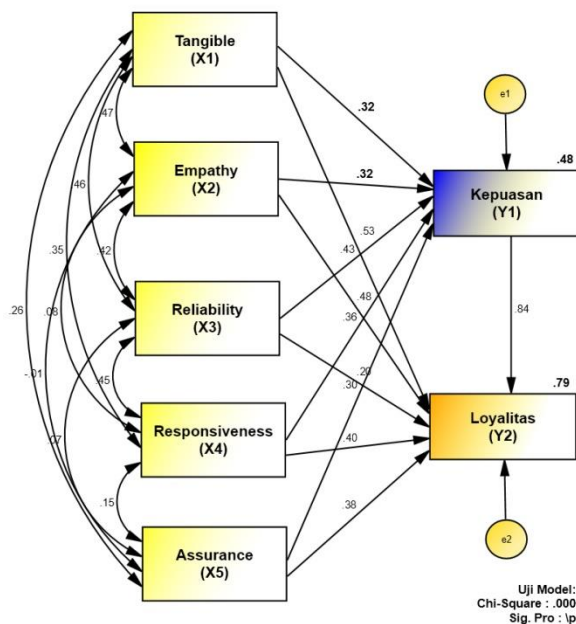 Tangible
(X1)
e1
.47
.32
.48
Empathy
(X2)
.32
Kepuasan
(Y1)
.46
.53
.43
.42
.35
.08
.48
Reliability
(X3)
.36
.26
.84
-.01
.20
.30
.79
.45
Loyalitas
(Y2)
Responsiveness
(X4)
.07
.40
.15
.38
e2
Assurance
(X5)
Uji Model:
Chi-Square : .000
Sig. Pro : \p